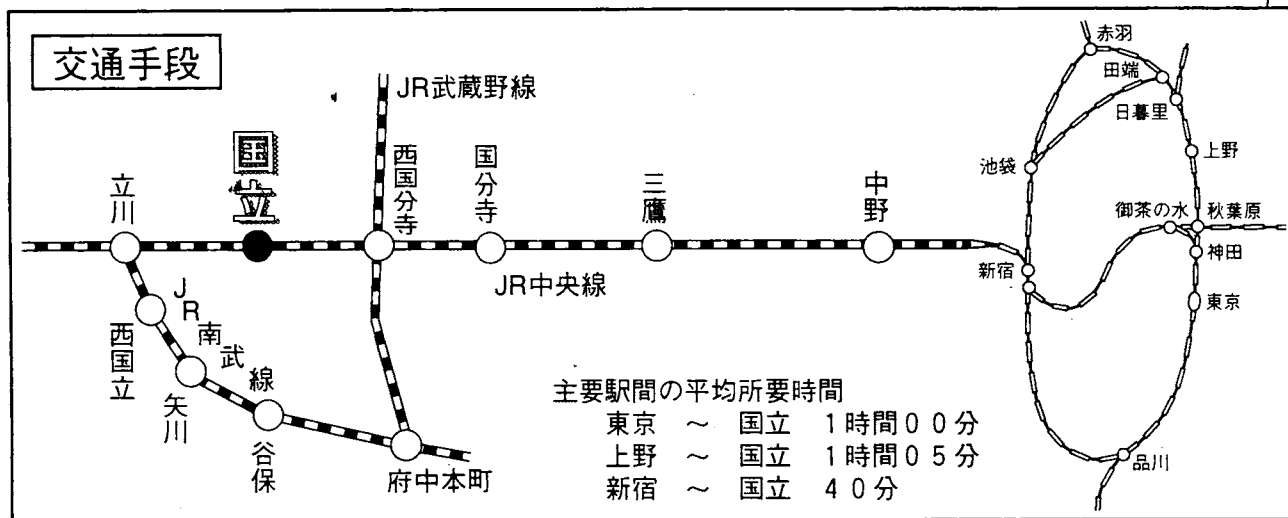 交通手段
JR武蔵野線
立川
国立
西国分寺
国分寺
三鷹
中野
JR中央線
JR南武線
西国立
矢川
谷保
府中本町
赤羽
田端
日暮里
池袋
上野
御茶の水
秋葉原
神田
新宿
東京
品川
主要駅間の平均所要時間
東京 ～ 国立 1時間00分
上野 ～ 国立 1時間05分
新宿 ～ 国立 40分